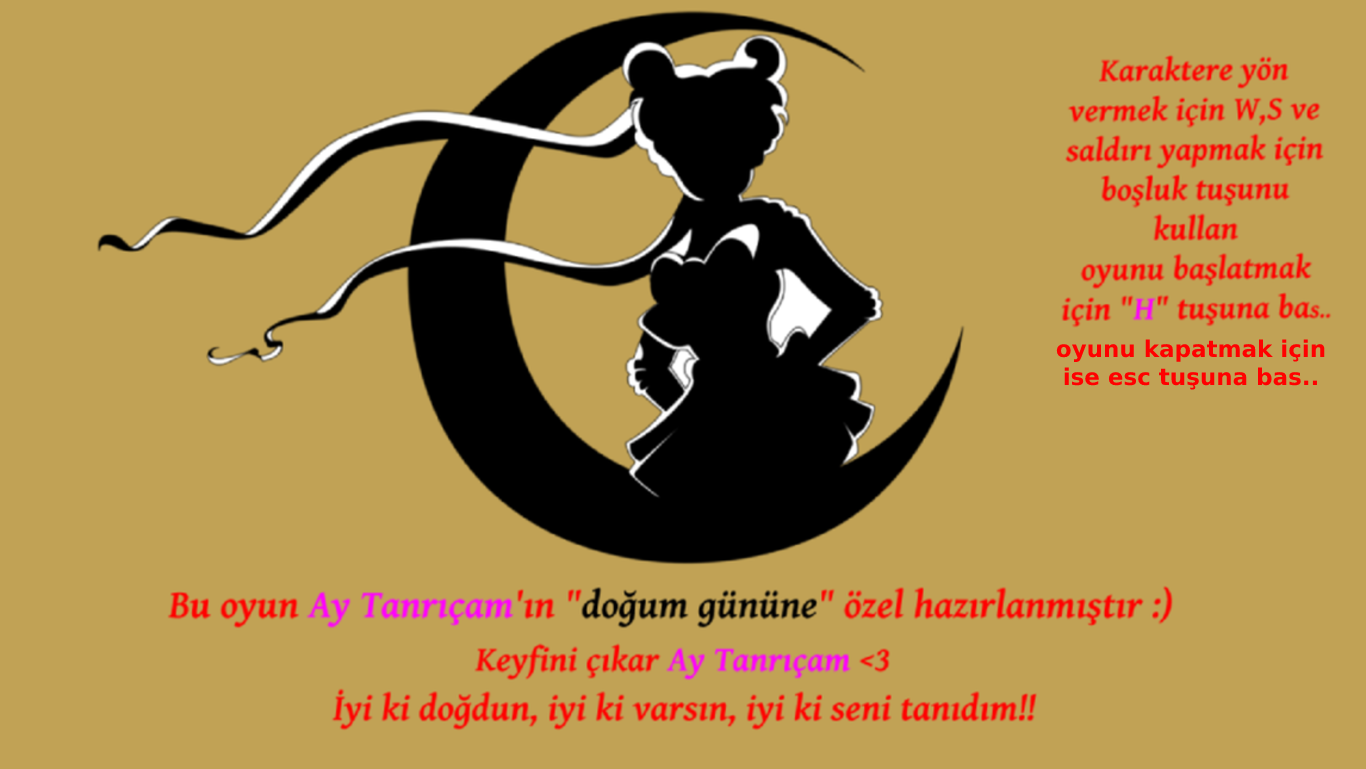 Karaktere yön
vermek için W,S ve
saldırı yapmak için
boşluk tuşunu
kullan
oyunu başlatmak
için "H" tuşuna bas..
oyunu kapatmak için
ise esc tuşuna bas..
Bu oyun Ay Tanrıçam'ın "doğum gününe" özel hazırlanmıştır :)
Keyfini çıkar Ay Tanrıçam <3
İyi ki doğdun, iyi ki varsın, iyi ki seni tanıdım!!